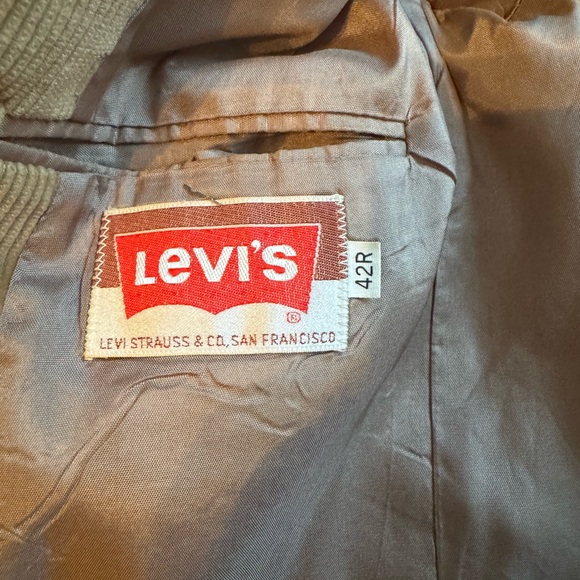 LEVI'S
®
42R
LEVI STRAUSS & CO., SAN FRANCISCO